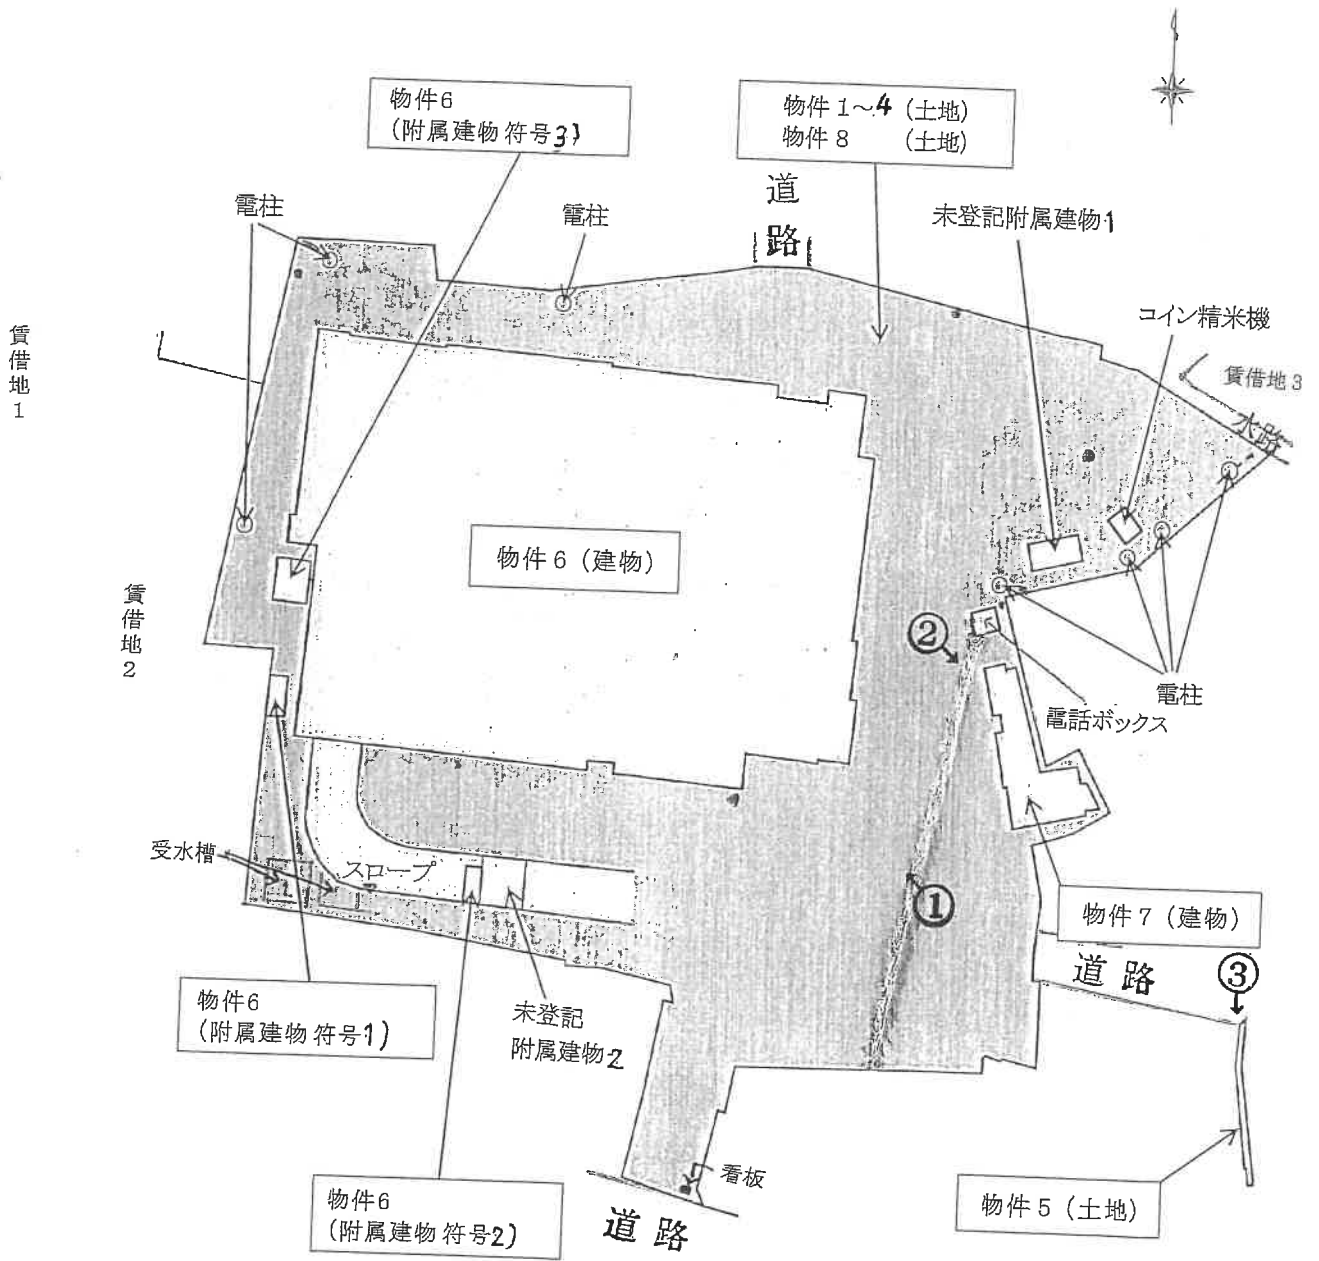 物件6
(附属建物 符号3)
物件 1～4 (土地)
物件 8 (土地)
道
路
電柱
電柱
未登記附属建物1
コイン精米機
賃借地1
賃借地3
水路
物件 6 (建物)
賃借地2
②
電柱
電話ボックス
受水槽
スロープ
①
物件 7 (建物)
道 路
③
物件6
(附属建物 符号1)
未登記
附属建物2
看板
物件6
(附属建物 符号2)
道 路
物件 5 (土地)